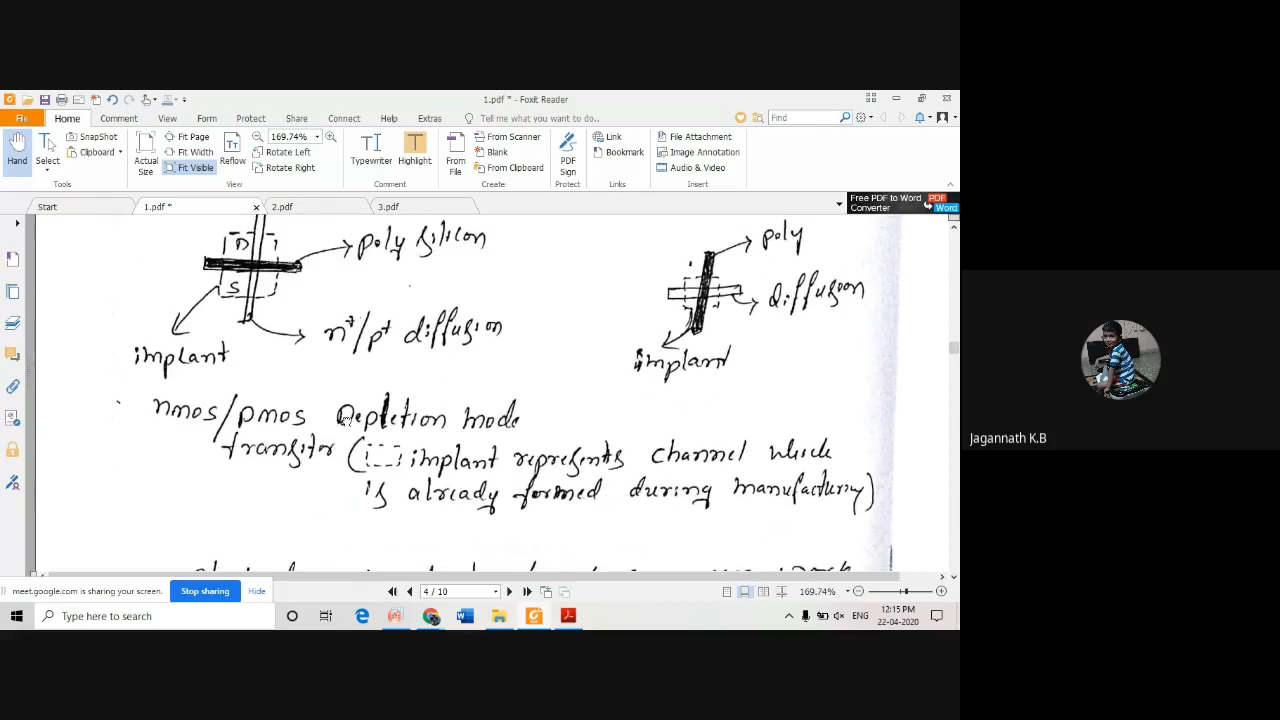 1.pdf * - Foxit Reader
File Home Comment View Form Protect Share Connect Help Extras Tell me what you want to do.. Find
Hand
Select
SnapShot
Clipboard
Actual Size
Fit Page
Fit Width
Fit Visible
Reflow
169.74%
Rotate Left
Rotate Right
Typewriter
Highlight
From File
From Scanner
Blank
From Clipboard
PDF Sign
Link
Bookmark
File Attachment
Image Annotation
Audio & Video
Tools View Comment Create Protect Links Insert
Start 1.pdf * 2.pdf 3.pdf
Free PDF to Word Converter
PDF
Word
D
S
poly silicon
n+/p+ diffusion
implant
poly
diffusion
implant
nmos/pmos Depletion mode
transitor ( implant represents channel which
is already formed during manufacturing)
meet.google.com is sharing your screen. Stop sharing Hide
4 / 10
169.74%
Type here to search
ENG
12:15 PM
22-04-2020
Jagannath K.B